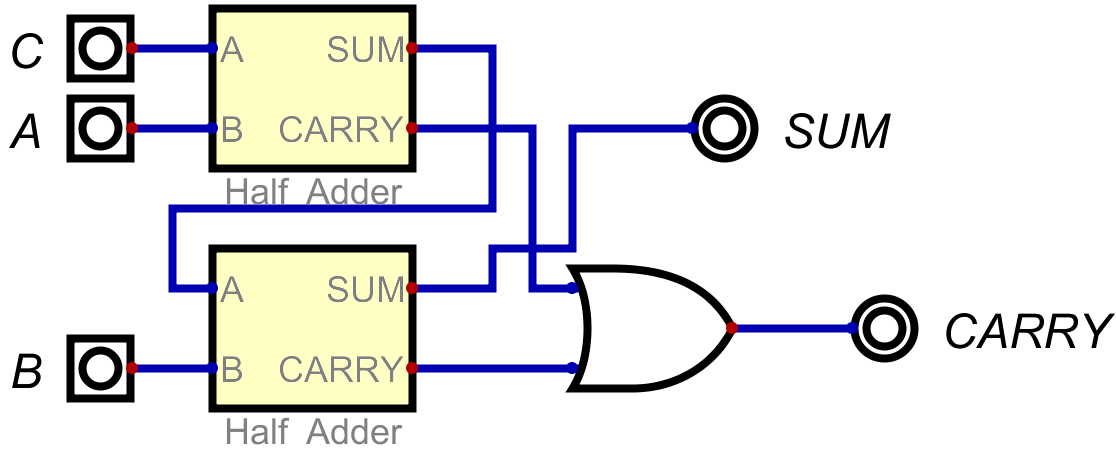 C
A SUM
A
B CARRY
SUM
Half Adder
A SUM
B
B CARRY
CARRY
Half Adder